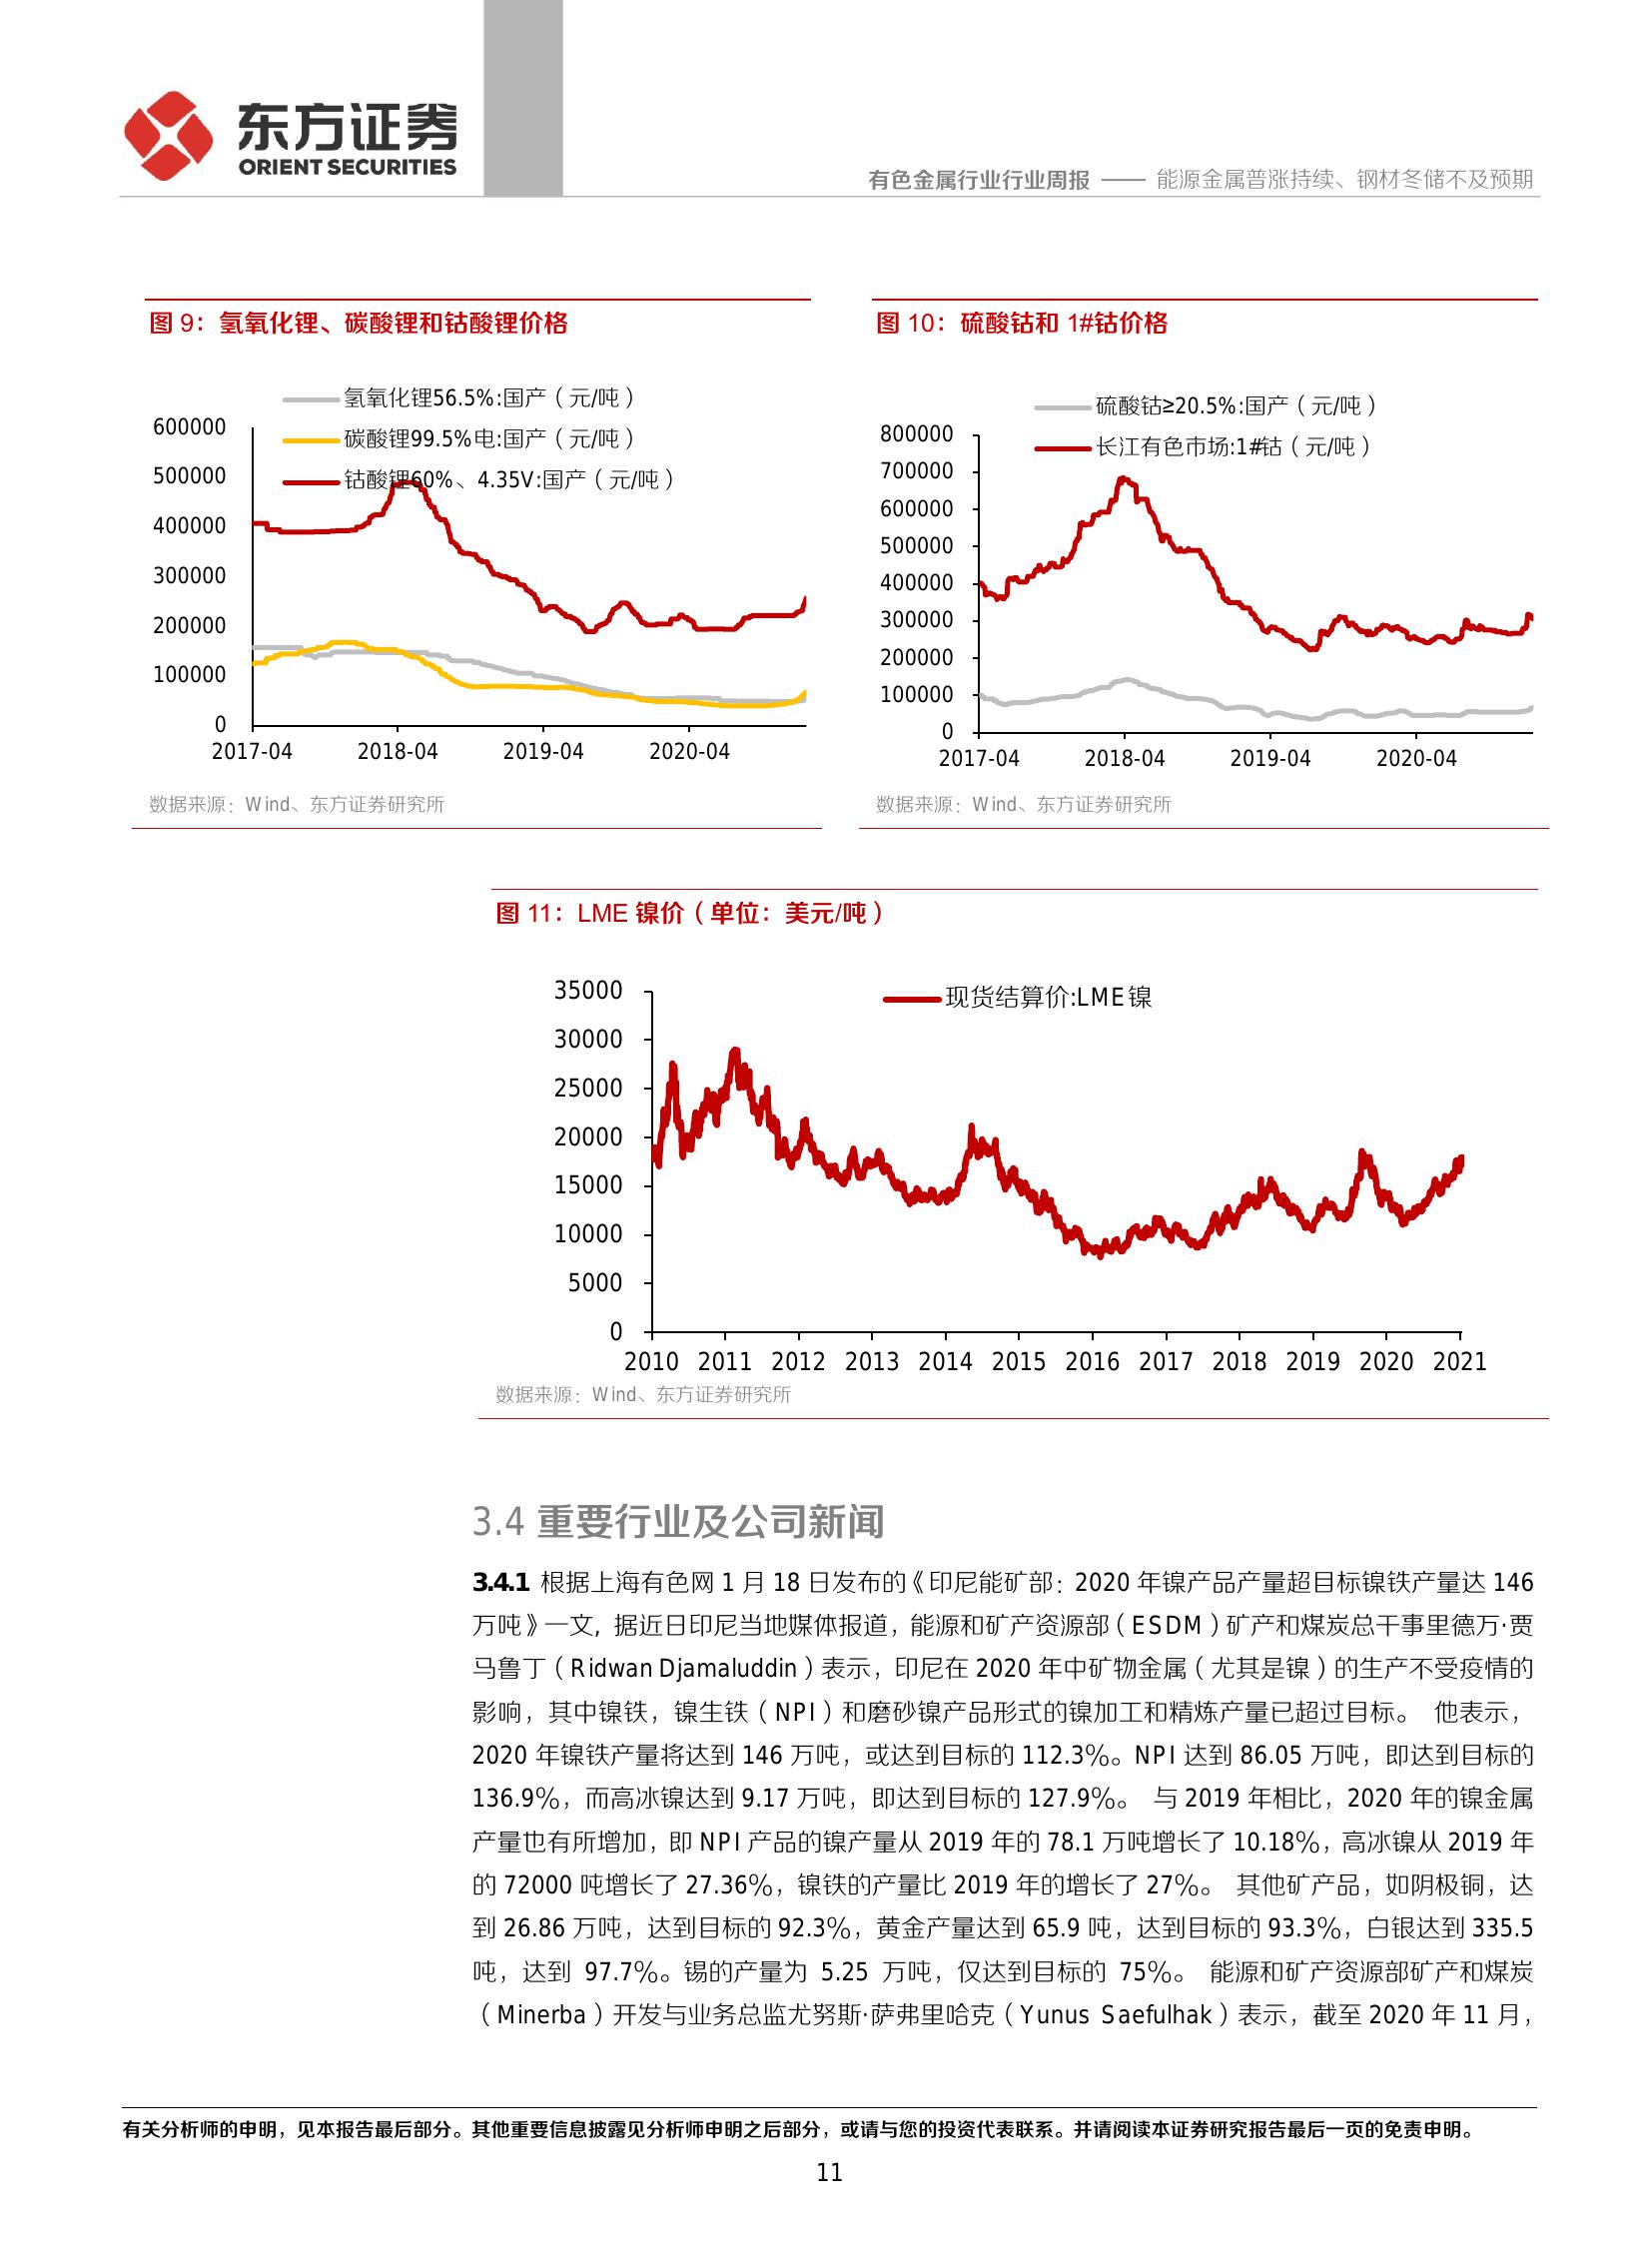 东方证券
ORIENT SECURITIES
有色金属行业行业周报 —— 能源金属普涨持续、钢材冬储不及预期
图 9：氢氧化锂、碳酸锂和钴酸锂价格
氢氧化锂56.5%:国产（元/吨）
碳酸锂99.5%电:国产（元/吨）
钴酸锂60%、4.35V:国产（元/吨）
600000
500000
400000
300000
200000
100000
0
2017-04 2018-04 2019-04 2020-04
数据来源：Wind、东方证券研究所
图 10：硫酸钴和 1#钴价格
硫酸钴≥20.5%:国产（元/吨）
长江有色市场:1#钴（元/吨）
800000
700000
600000
500000
400000
300000
200000
100000
0
2017-04 2018-04 2019-04 2020-04
数据来源：Wind、东方证券研究所
图 11：LME 镍价（单位：美元/吨）
现货结算价:LME镍
35000
30000
25000
20000
15000
10000
5000
0
2010 2011 2012 2013 2014 2015 2016 2017 2018 2019 2020 2021
数据来源：Wind、东方证券研究所
3.4 重要行业及公司新闻
3.4.1 根据上海有色网 1 月 18 日发布的《印尼能矿部：2020 年镍产品产量超目标镍铁产量达 146
万吨》一文，据近日印尼当地媒体报道，能源和矿产资源部（ESDM）矿产和煤炭总干事里德万·贾
马鲁丁（Ridwan Djamaluddin）表示，印尼在 2020 年中矿物金属（尤其是镍）的生产不受疫情的
影响，其中镍铁，镍生铁（NPI）和磨砂镍产品形式的镍加工和精炼产量已超过目标。 他表示，
2020 年镍铁产量将达到 146 万吨，或达到目标的 112.3%。NPI 达到 86.05 万吨，即达到目标的
136.9%，而高冰镍达到 9.17 万吨，即达到目标的 127.9%。 与 2019 年相比，2020 年的镍金属
产量也有所增加，即 NPI 产品的镍产量从 2019 年的 78.1 万吨增长了 10.18%，高冰镍从 2019 年
的 72000 吨增长了 27.36%，镍铁的产量比 2019 年的增长了 27%。 其他矿产品，如阴极铜，达
到 26.86 万吨，达到目标的 92.3%，黄金产量达到 65.9 吨，达到目标的 93.3%，白银达到 335.5
吨，达到 97.7%。锡的产量为 5.25 万吨，仅达到目标的 75%。 能源和矿产资源部矿产和煤炭
（Minerba）开发与业务总监尤努斯·萨弗里哈克（Yunus Saefulhak）表示，截至 2020 年 11 月，
有关分析师的申明，见本报告最后部分。其他重要信息披露见分析师申明之后部分，或请与您的投资代表联系。并请阅读本证券研究报告最后一页的免责申明。
11